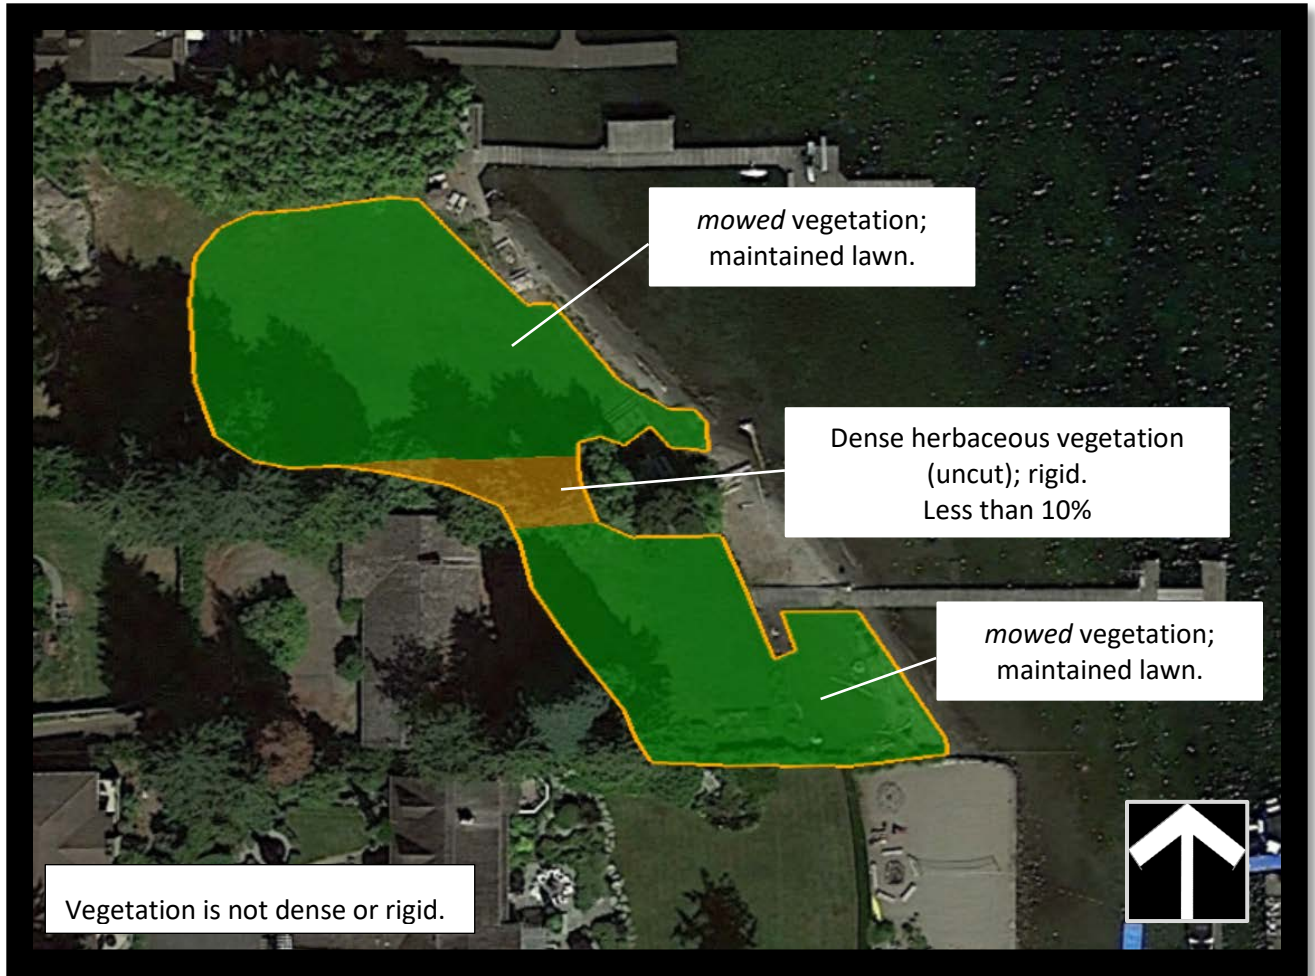 mowed vegetation;
maintained lawn.
Dense herbaceous vegetation
(uncut); rigid.
Less than 10%
mowed vegetation;
maintained lawn.
Vegetation is not dense or rigid.